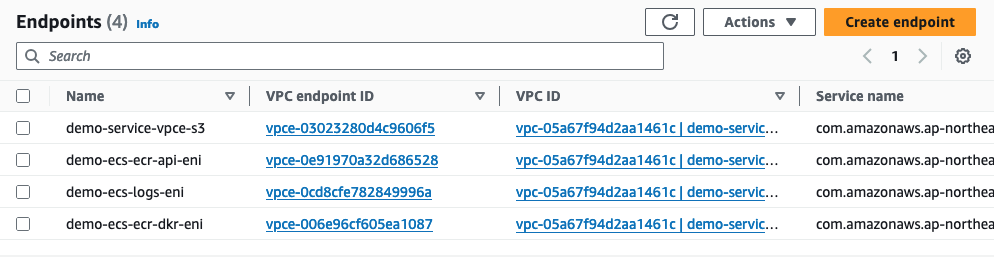 Endpoints (4) Info
Actions
Create endpoint
Search
1
Name VPC endpoint ID VPC ID Service name
demo-service-vpce-s3 vpce-03023280d4c9606f5 vpc-05a67f94d2aa1461c | demo-servic... com.amazonaws.ap-northea
demo-ecs-ecr-api-eni vpce-0e91970a32d686528 vpc-05a67f94d2aa1461c | demo-servic... com.amazonaws.ap-northea
demo-ecs-logs-eni vpce-0cd8cfe782849996a vpc-05a67f94d2aa1461c | demo-servic... com.amazonaws.ap-northea
demo-ecs-ecr-dkr-eni vpce-006e96cf605ea1087 vpc-05a67f94d2aa1461c | demo-servic... com.amazonaws.ap-northea